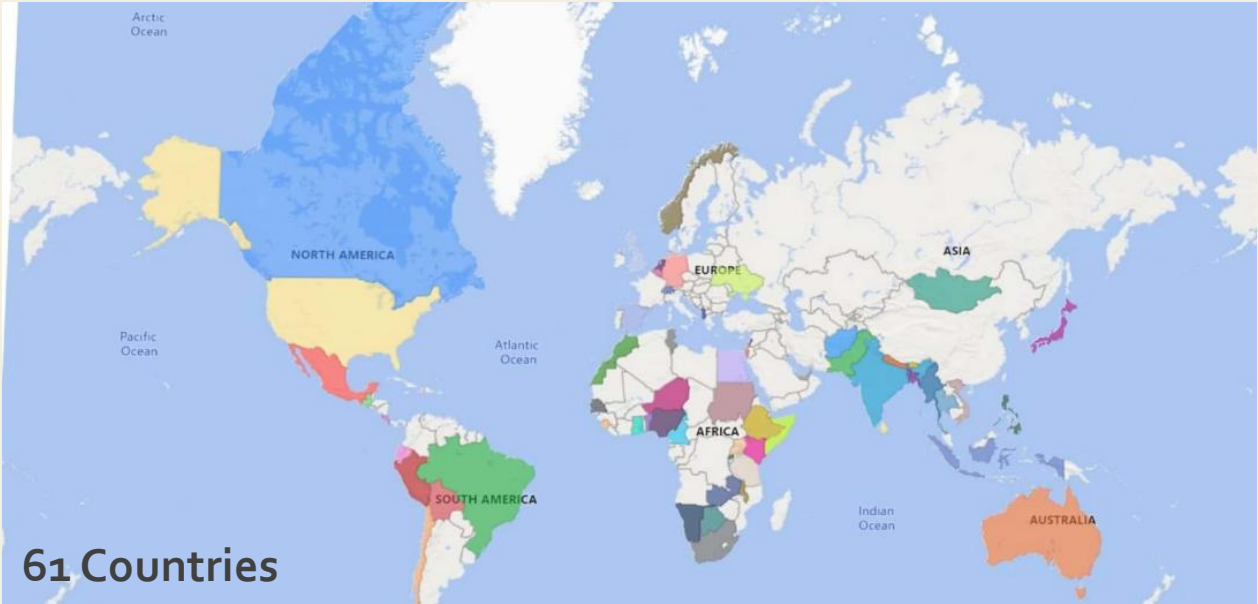 Arctic
Ocean
NORTH AMERICA
ASIA
EUROPE
Pacific
Ocean
Atlantic
Ocean
AFRICA
SOUTH AMERICA
Indian
Ocean
AUSTRALIA
61 Countries